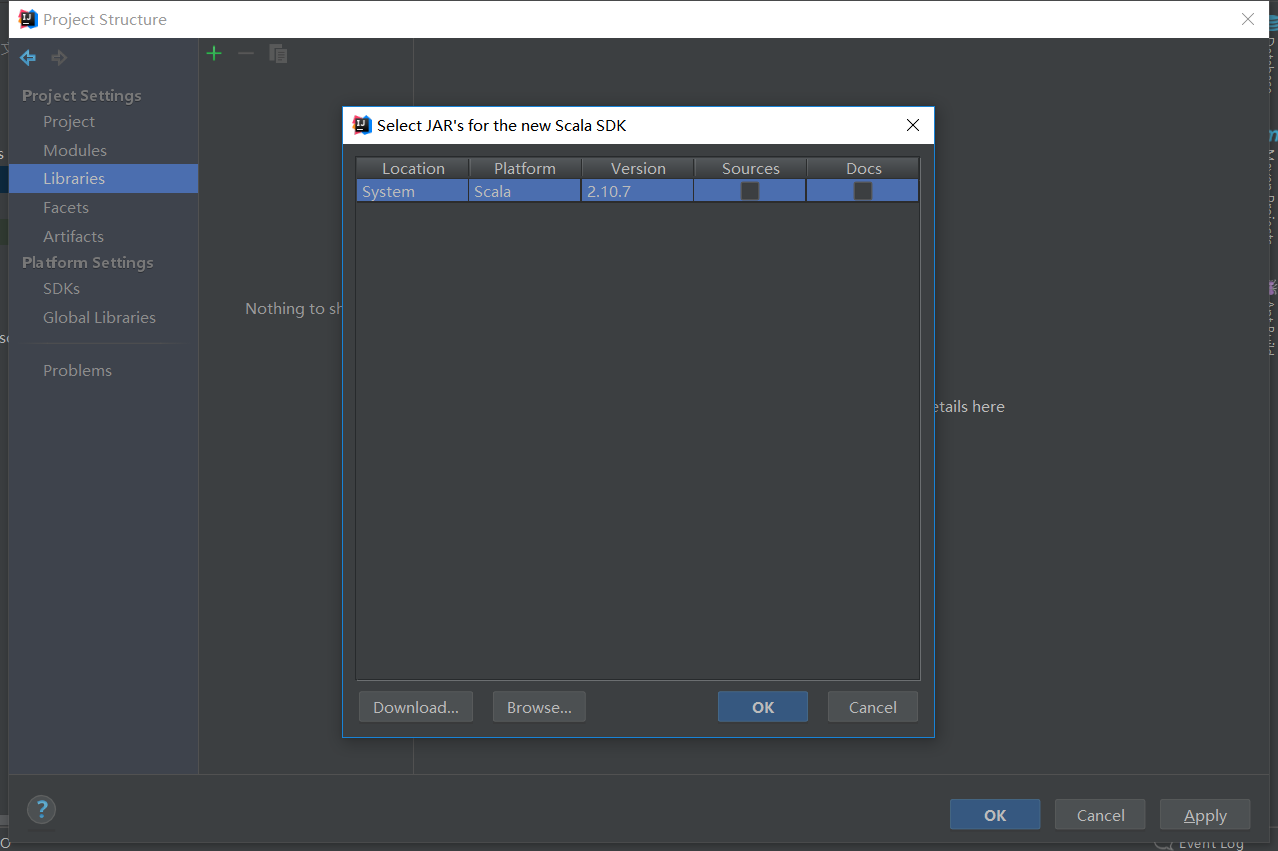 Project Structure
Project Settings
Project
Modules
Libraries
Facets
Artifacts
Platform Settings
SDKs
Global Libraries
Problems
Nothing to sh
Select JAR's for the new Scala SDK
Location Platform Version Sources Docs
System Scala 2.10.7
Download... Browse... OK Cancel
etails here
?
OK Cancel Apply
Event Log